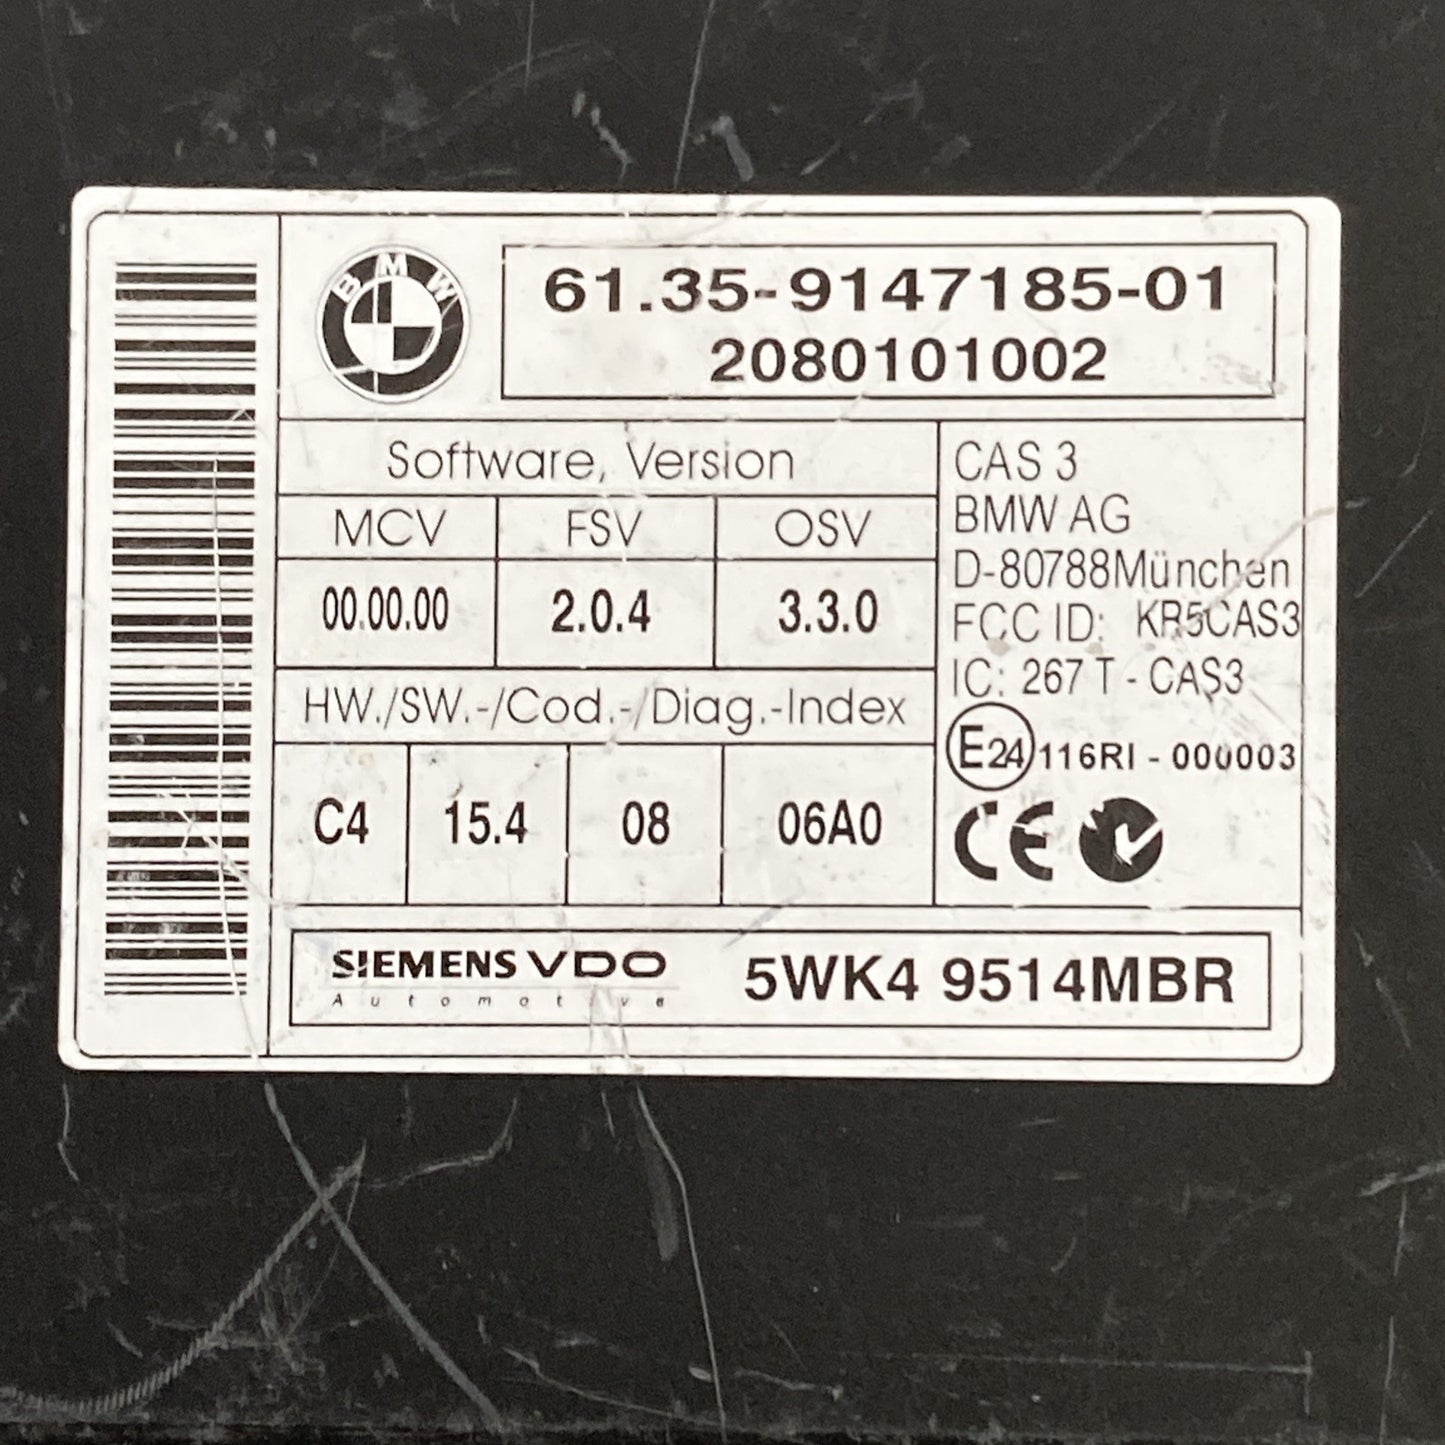 BMW
61.35-9147185-01
2080101002
Software, Version
MCV FSV OSV
00.00.00 2.0.4 3.3.0
HW./SW.-/Cod.-/Diag.-Index
C4 15.4 08 06A0
CAS 3
BMW AG
D-80788München
FCC ID: KR5CAS3
IC: 267 T - CAS3
E24 116RI - 000003
CE
SIEMENS VDO
Automotive
5WK4 9514MBR